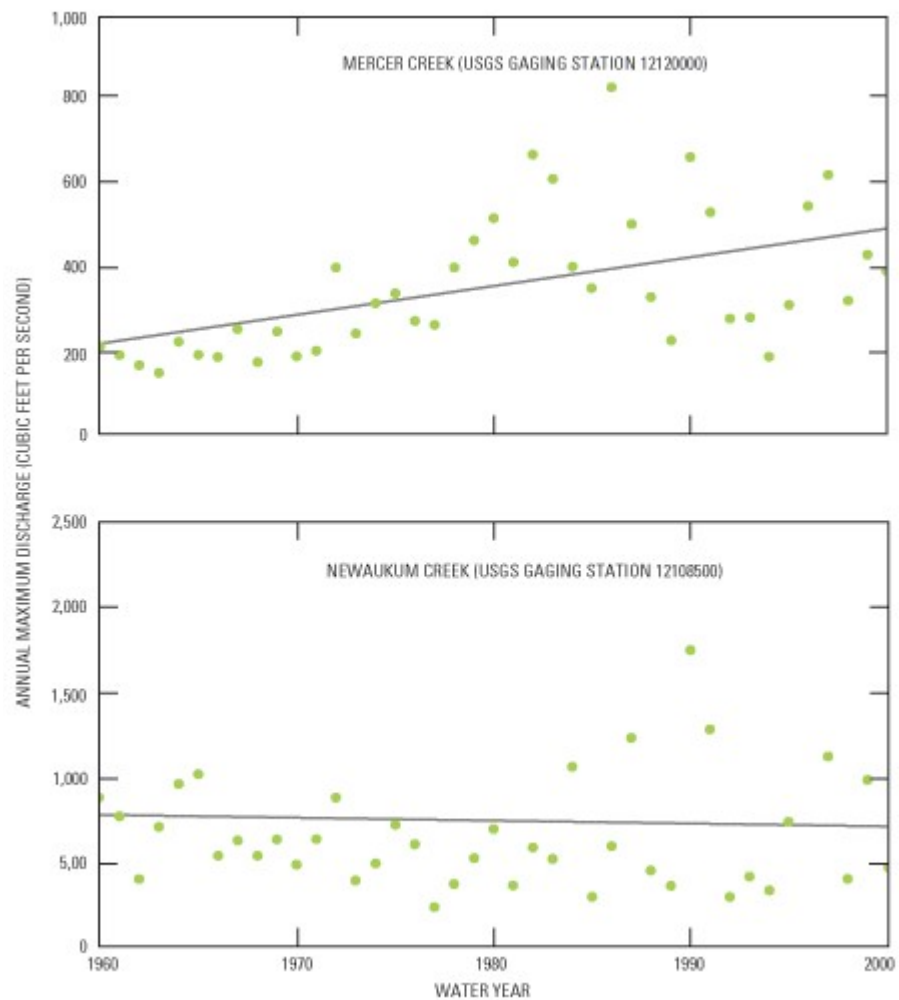 1,000
MERCER CREEK (USGS GAGING STATION 12120000)
800
600
400
200
0
ANNUAL MAXIMUM DISCHARGE (CUBIC FEET PER SECOND)
2,500
NEWAUKUM CREEK (USGS GAGING STATION 12108500)
2,000
1,500
1,000
5,00
0
1960 1970 1980 1990 2000
WATER YEAR